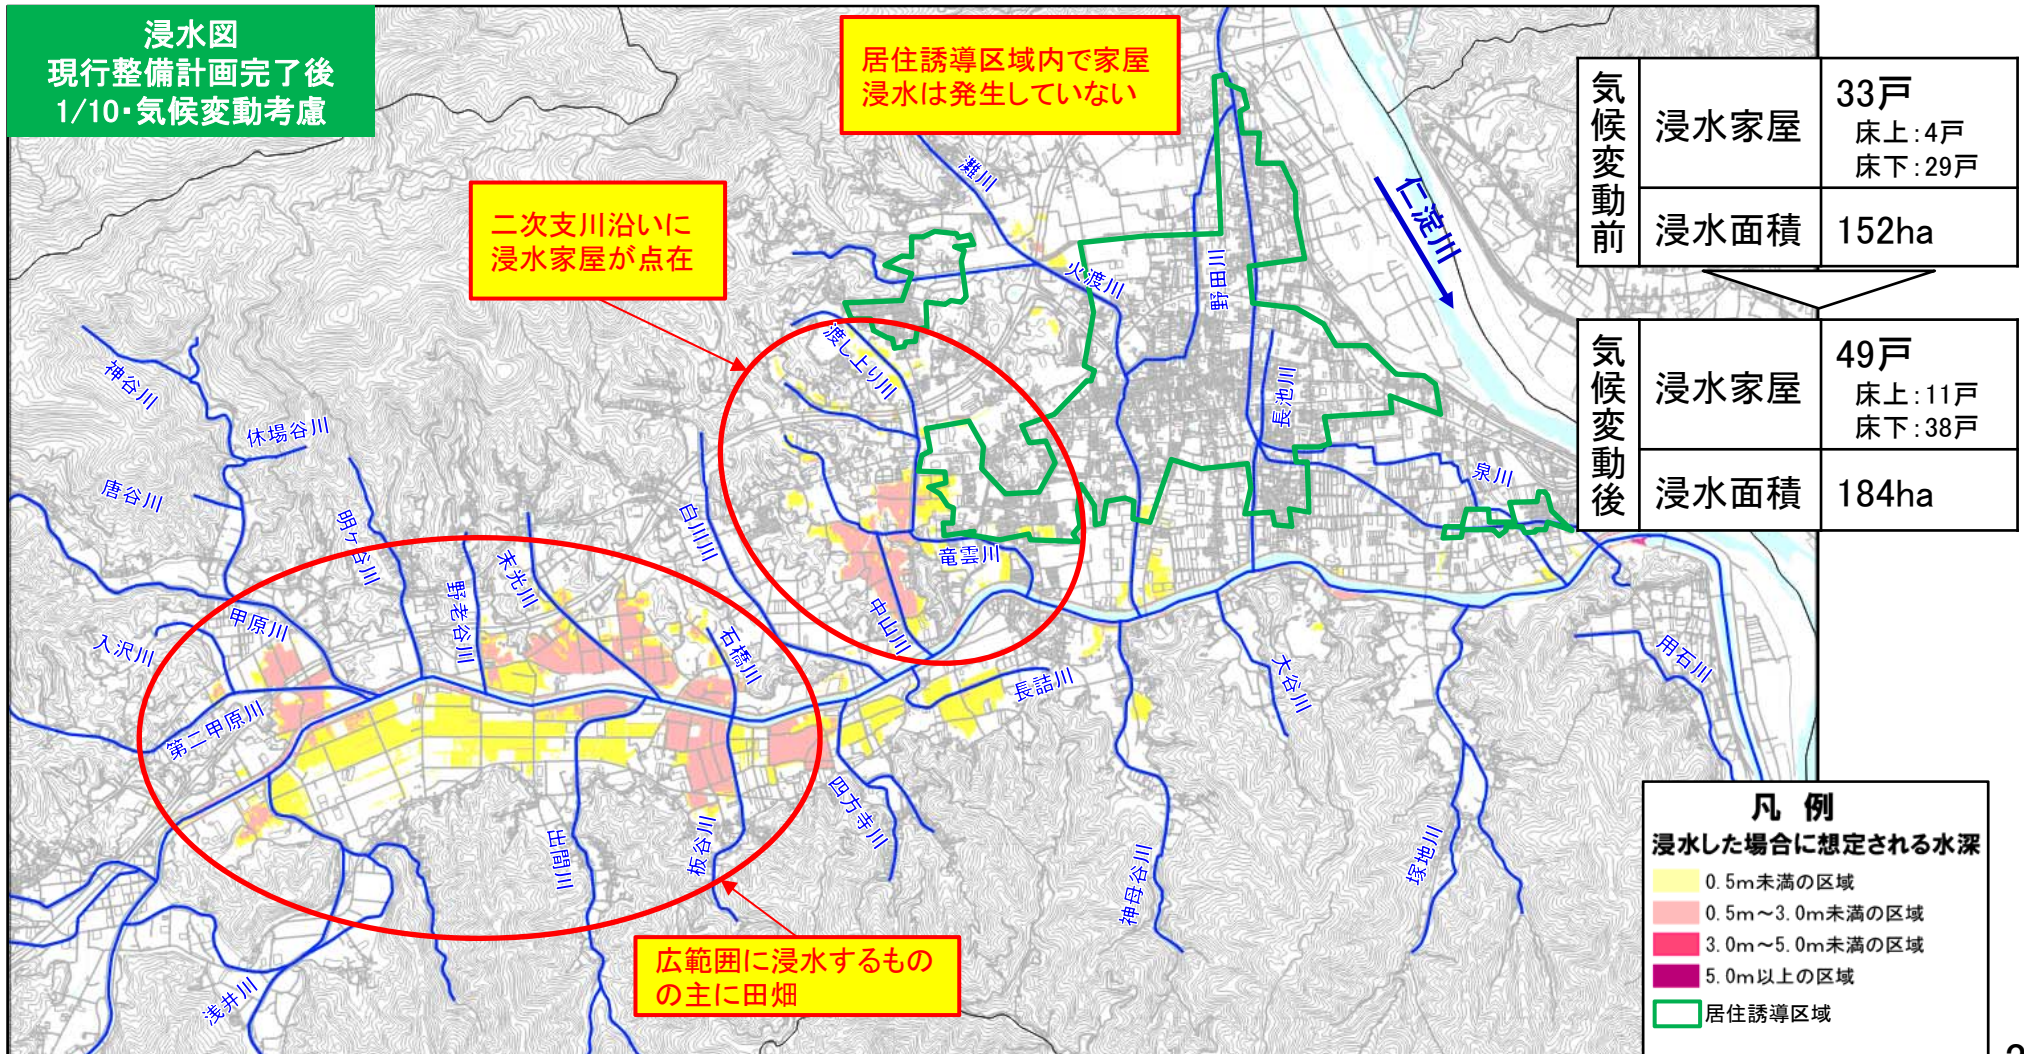 浸水図
現行整備計画完了後
1/10・気候変動考慮
居住誘導区域内で家屋
浸水は発生していない
二次支川沿いに
浸水家屋が点在
広範囲に浸水するもの
の主に田畑
気候変動前
浸水家屋
33戸
床上:4戸
床下:29戸
浸水面積
152ha
気候変動後
浸水家屋
49戸
床上:11戸
床下:38戸
浸水面積
184ha
灘川
仁淀川
火渡川
野田川
渡し上り川
長池川
泉川
神谷川
休場谷川
唐谷川
明ヶ谷川
白川川
末光川
野老谷川
竜雲川
中山川
甲原川
入沢川
石橋川
第二甲原川
長詰川
大谷川
用石川
四方寺川
出間川
板谷川
神母谷川
塚地川
浅井川
凡 例
浸水した場合に想定される水深
0.5m未満の区域
0.5m～3.0m未満の区域
3.0m～5.0m未満の区域
5.0m以上の区域
居住誘導区域